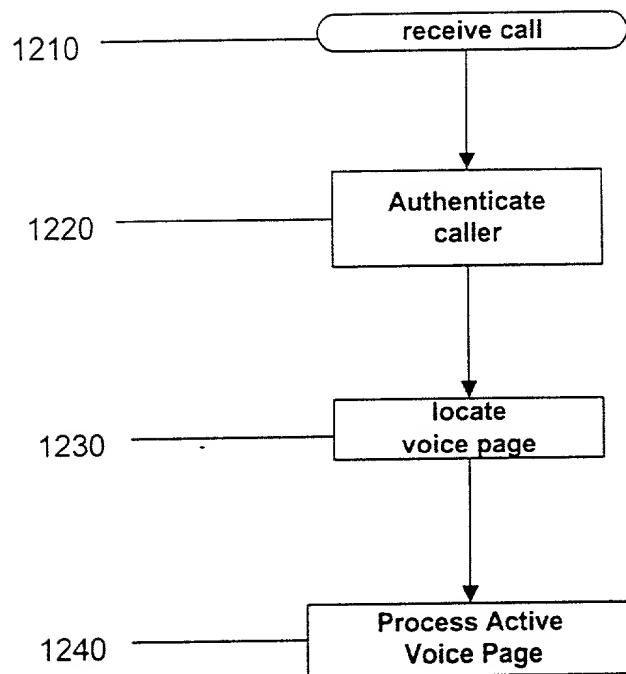 receive call
1210
Authenticate
caller
1220
locate
voice page
1230
Process Active
Voice Page
1240